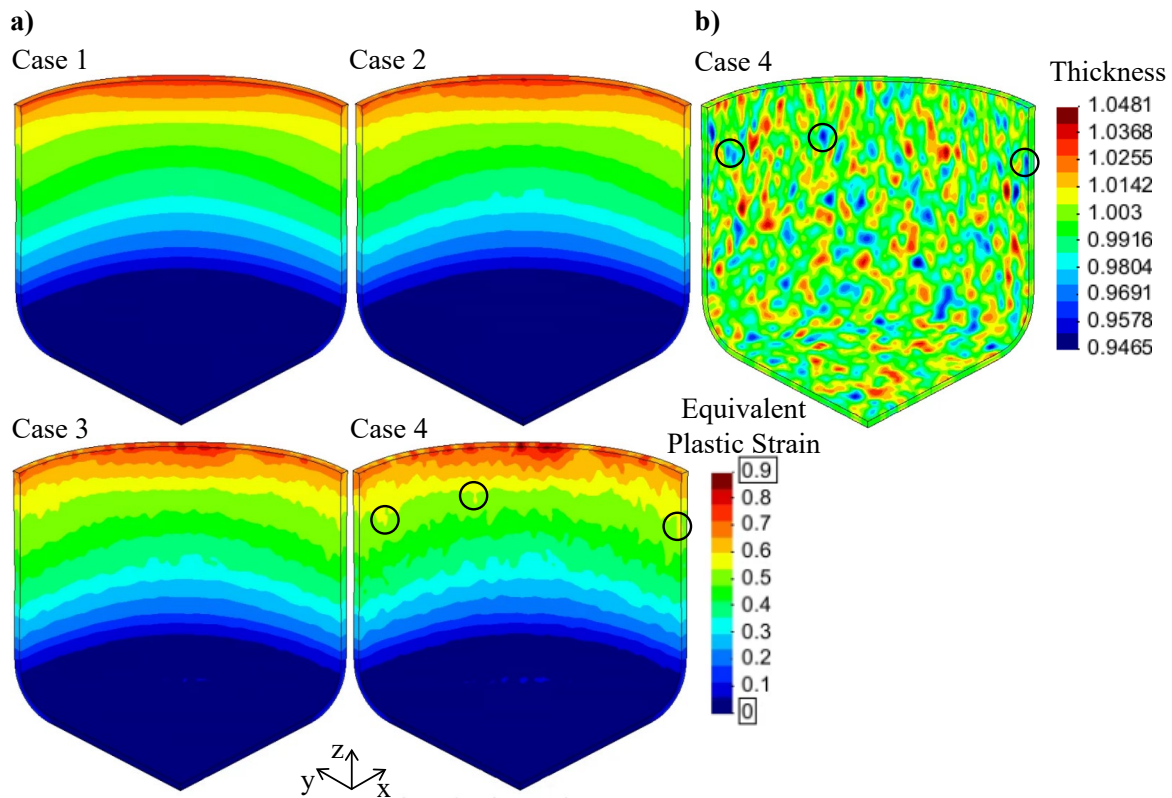 a)
Case 1
Case 2
b)
Case 4
Thickness
1.0481
1.0368
1.0255
1.0142
1.003
0.9916
0.9804
0.9691
0.9578
0.9465
Case 3
Case 4
Equivalent
Plastic Strain
0.9
0.8
0.7
0.6
0.5
0.4
0.3
0.2
0.1
0
z
y
x